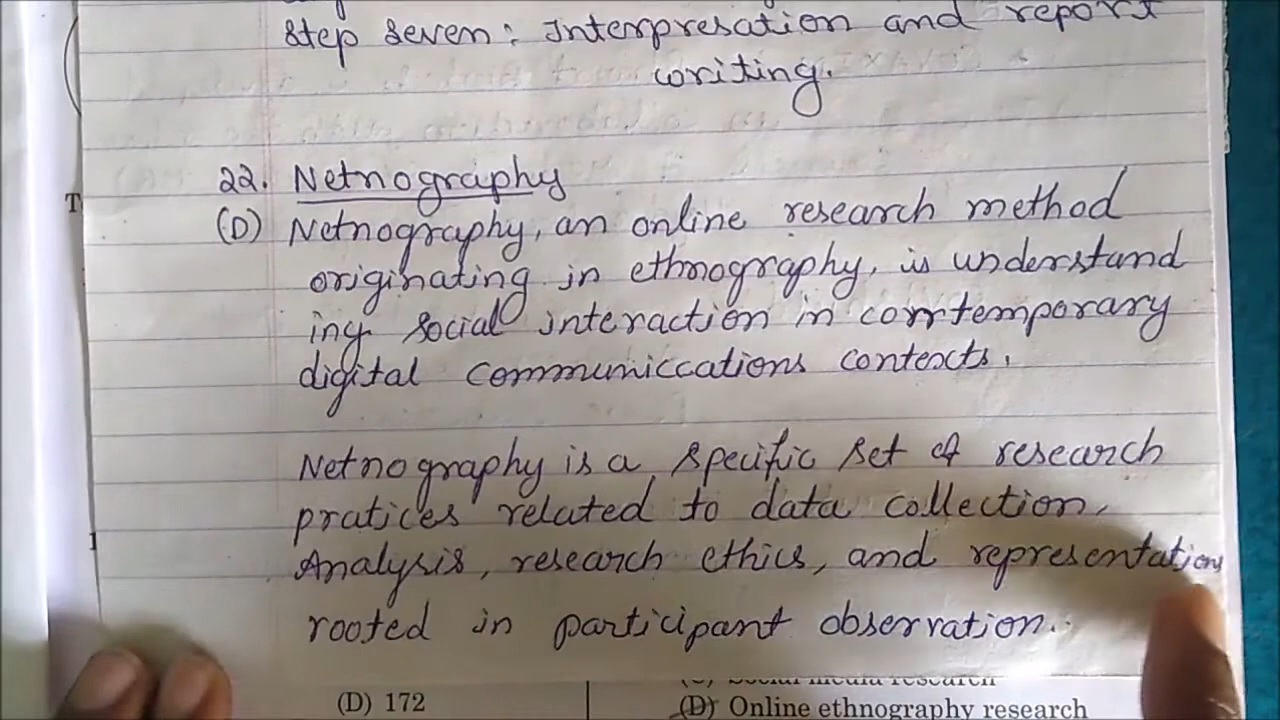 Step Seven: Interpresation and report
writing.
22. Netnography
(D) Netnography, an online research method
originating in ethnography, is understand
ing social interaction in contemporary
digital communiccations contexts.
Netnography is a specific set of research
pratices related to data collection,
Analysis, research ethics, and representation
rooted in participant observation.
(D) 172
(D) Online ethnography research